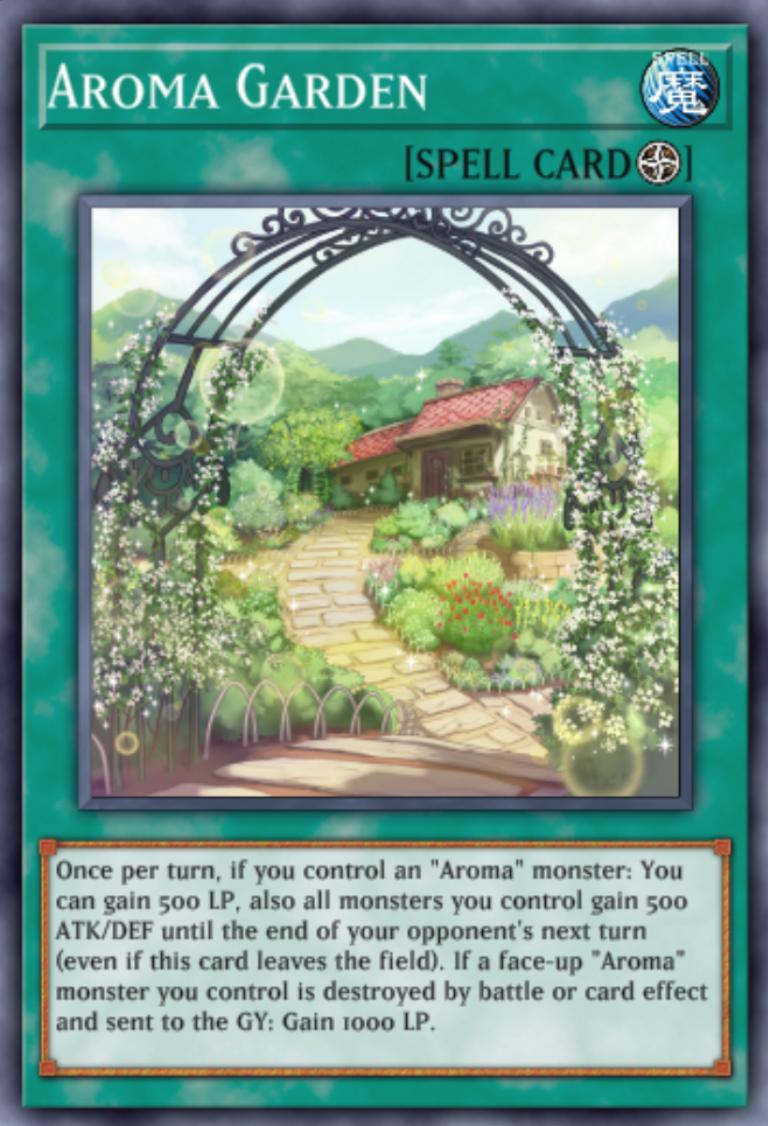 AROMA GARDEN
SPELL
魔
[SPELL CARD]
Once per turn, if you control an "Aroma" monster: You
can gain 500 LP, also all monsters you control gain 500
ATK/DEF until the end of your opponent's next turn
(even if this card leaves the field). If a face-up "Aroma"
monster you control is destroyed by battle or card effect
and sent to the GY: Gain 1000 LP.